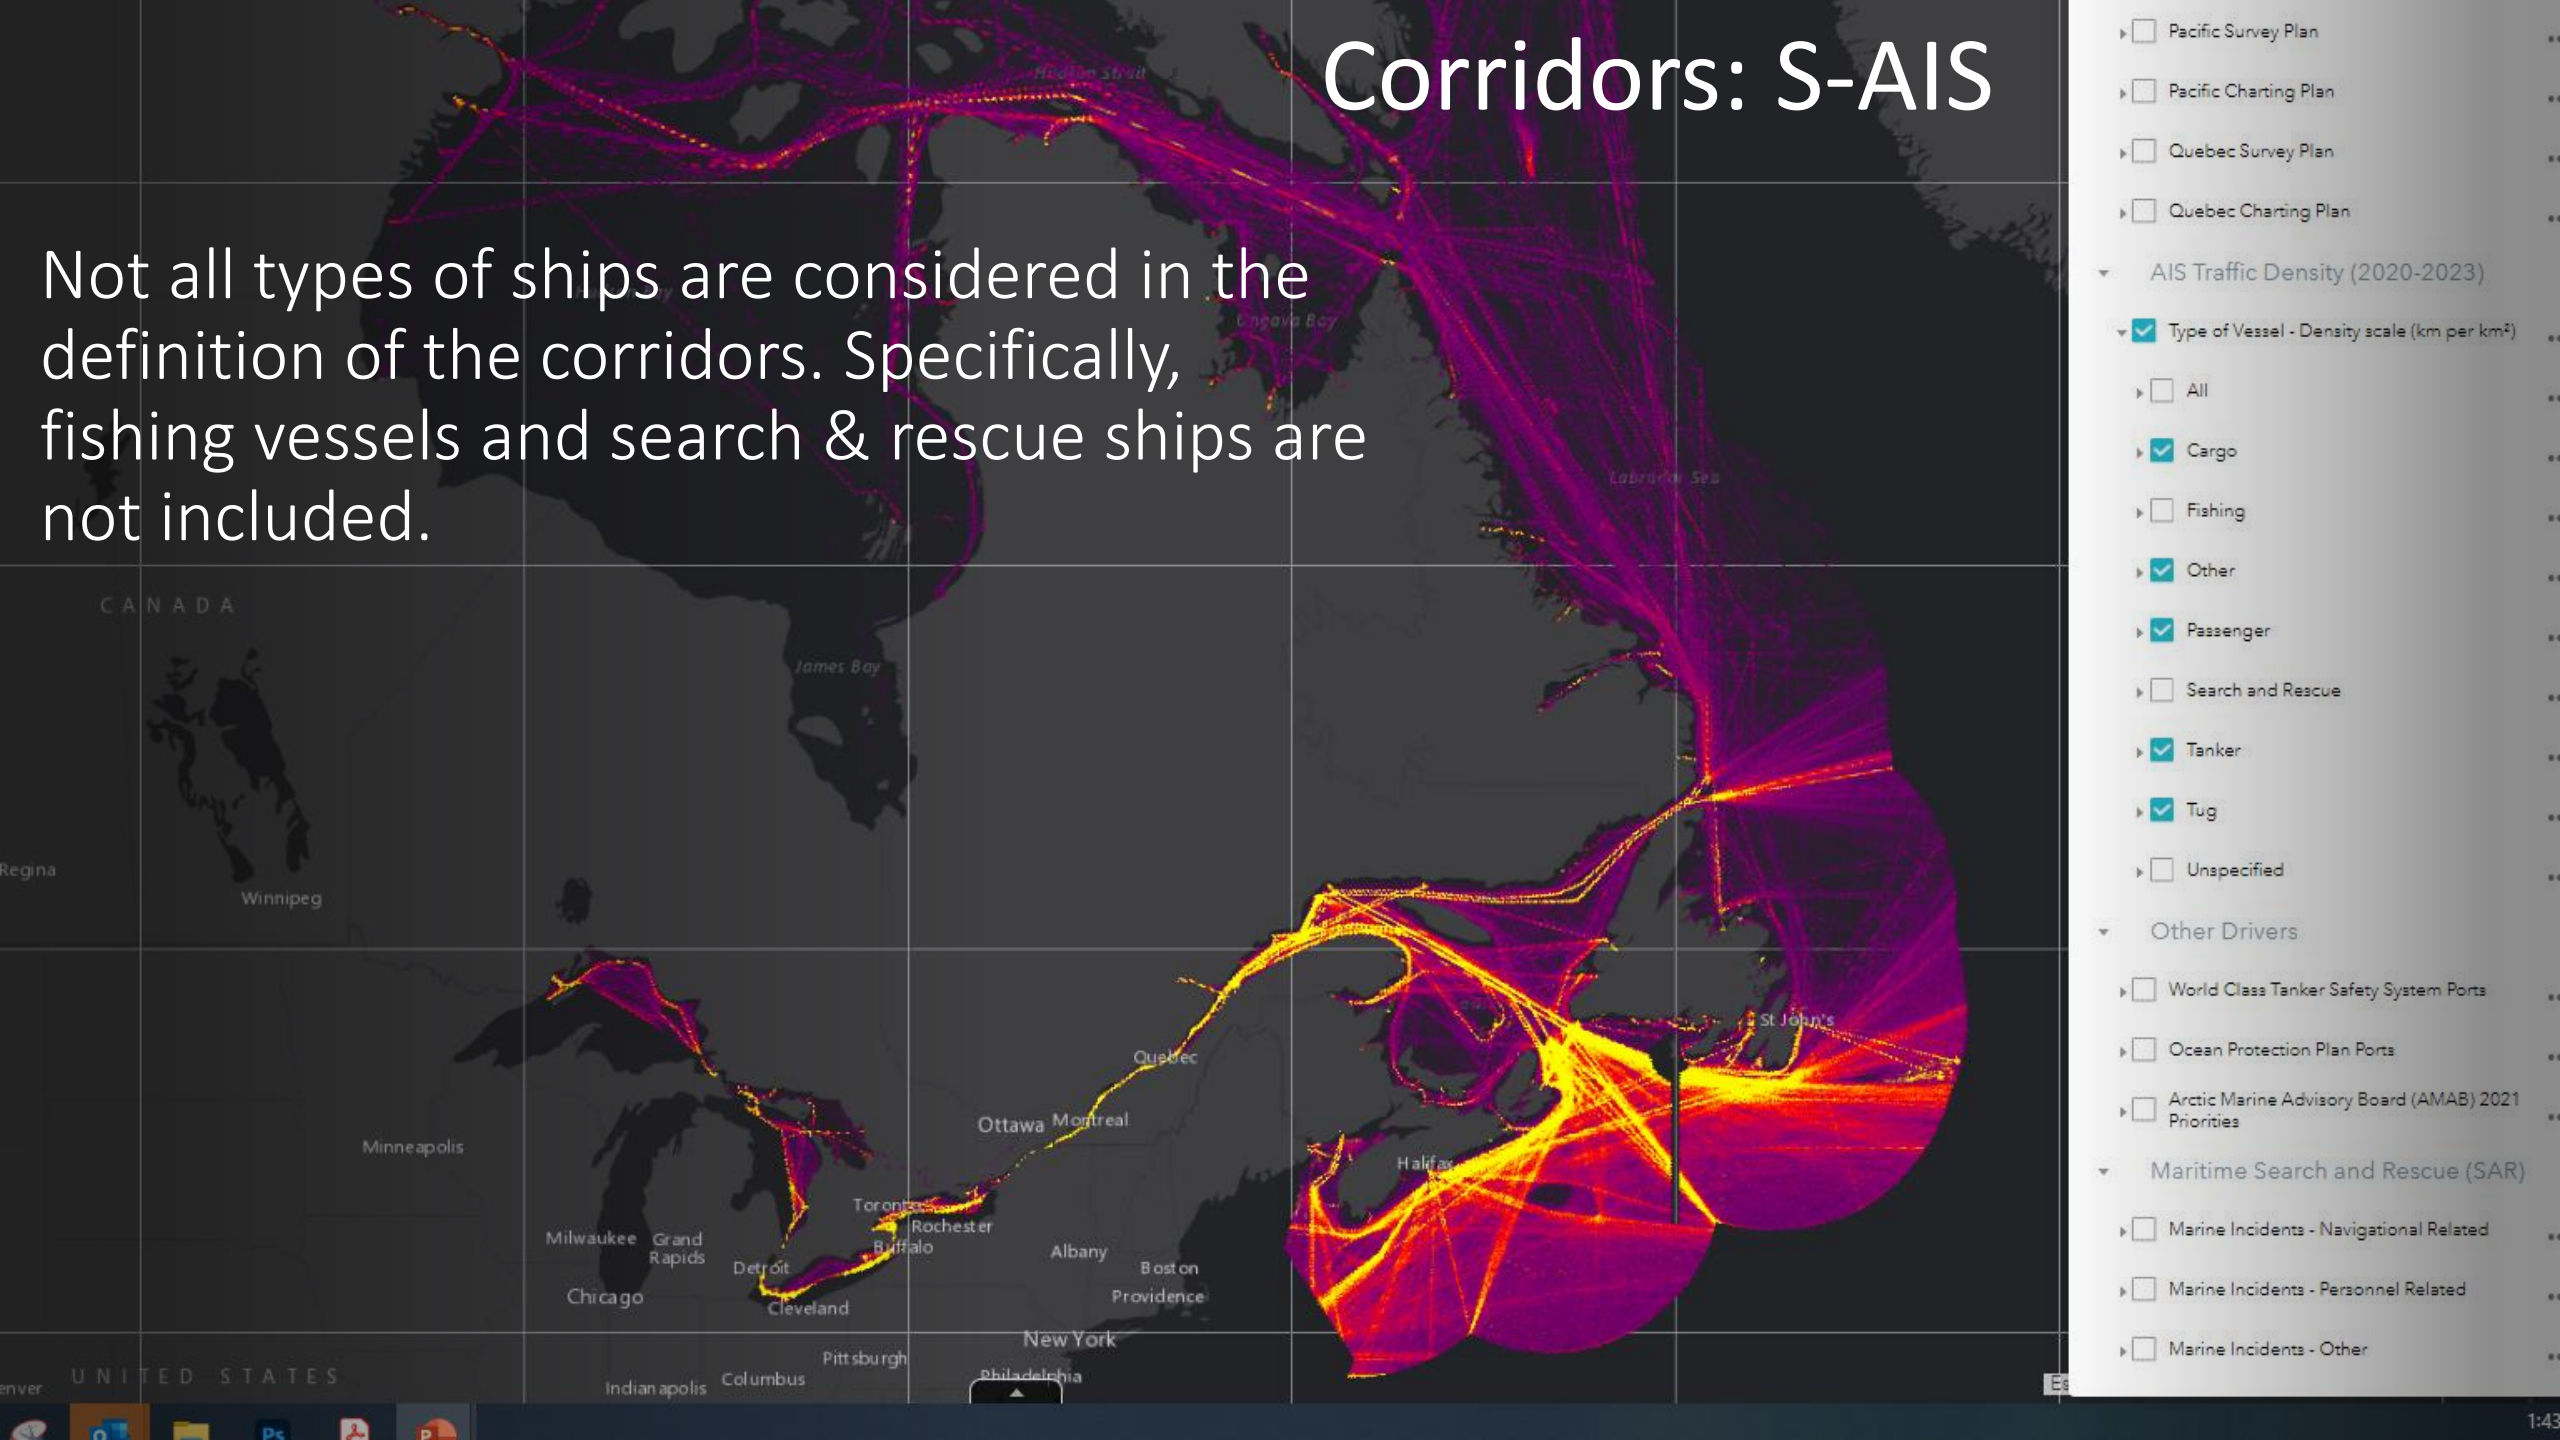 Corridors: S-AIS
Not all types of ships are considered in the
definition of the corridors. Specifically,
fishing vessels and search & rescue ships are
not included.
Hudson Strait
Ungava Bay
Labrador Sea
CANADA
James Bay
Regina
Winnipeg
St John's
Quebec
Ottawa
Montreal
Minneapolis
Halifax
Toronto
Rochester
Milwaukee
Grand
Rapids
Buffalo
Albany
Detroit
Boston
Chicago
Cleveland
Providence
New York
Pittsburgh
UNITED STATES
Columbus
Philadelphia
Indianapolis
Pacific Survey Plan
Pacific Charting Plan
Quebec Survey Plan
Quebec Charting Plan
AIS Traffic Density (2020-2023)
Type of Vessel - Density scale (km per km²)
All
Cargo
Fishing
Other
Passenger
Search and Rescue
Tanker
Tug
Unspecified
Other Drivers
World Class Tanker Safety System Ports
Ocean Protection Plan Ports
Arctic Marine Advisory Board (AMAB) 2021
Priorities
Maritime Search and Rescue (SAR)
Marine Incidents - Navigational Related
Marine Incidents - Personnel Related
Marine Incidents - Other
Es
Ps
1:43